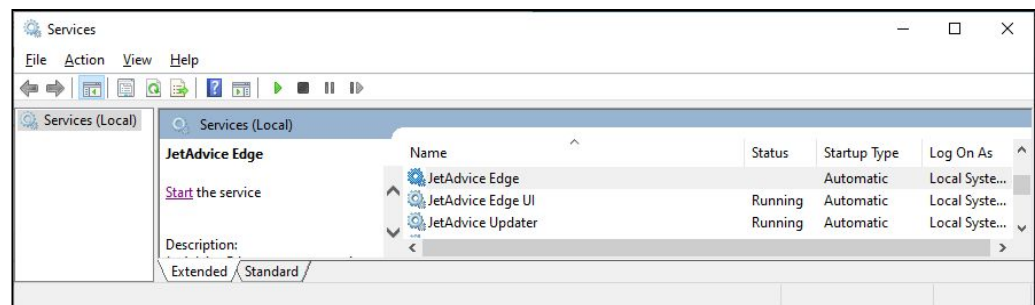 Services
File Action View Help
Services (Local)
Services (Local)
JetAdvice Edge
Start the service
Description:
Name Status Startup Type Log On As
JetAdvice Edge Automatic Local Syste...
JetAdvice Edge UI Running Automatic Local Syste...
JetAdvice Updater Running Automatic Local Syste...
Extended Standard